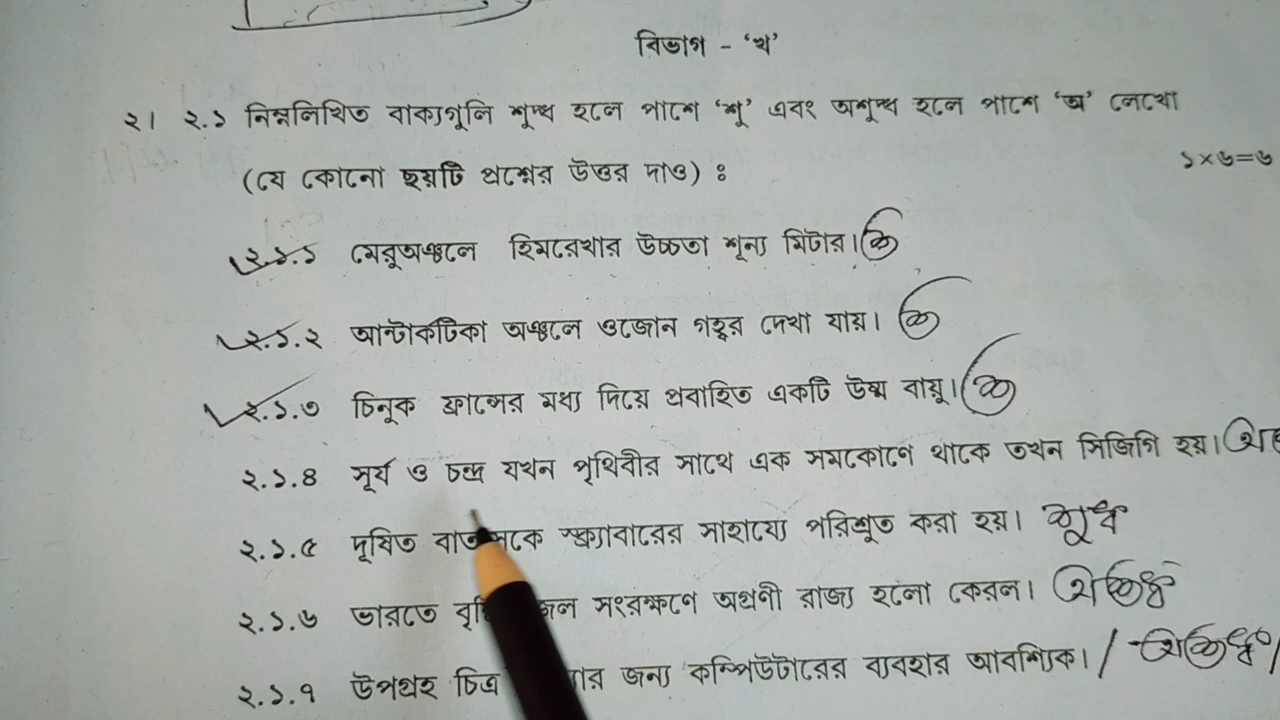 বিভাগ - 'খ'
২। ২.১ নিম্নলিখিত বাক্যগুলি শুদ্ধ হলে পাশে 'শু' এবং অশুদ্ধ হলে পাশে 'অ' লেখো
(যে কোনো ছয়টি প্রশ্নের উত্তর দাও) : ১×৬=৬
২.১.১ মেরুঅঞ্চলে হিমরেখার উচ্চতা শূন্য মিটার।
২.১.২ আন্টার্কটিকা অঞ্চলে ওজোন গহ্বর দেখা যায়।
২.১.৩ চিনুক ফ্রান্সের মধ্য দিয়ে প্রবাহিত একটি উষ্ণ বায়ু।
২.১.৪ সূর্য ও চন্দ্র যখন পৃথিবীর সাথে এক সমকোণে থাকে তখন সিজিগি হয়।
২.১.৫ দূষিত স্ক্র্যাবারের সাহায্যে পরিশ্রুত করা হয়। শুদ্ধ
২.১.৬ ভারতে জল সংরক্ষণে অগ্রণী রাজ্য হলো কেরল।
২.১.৭ উপগ্রহ চিত্র জন্য কম্পিউটারের ব্যবহার আবশ্যিক।